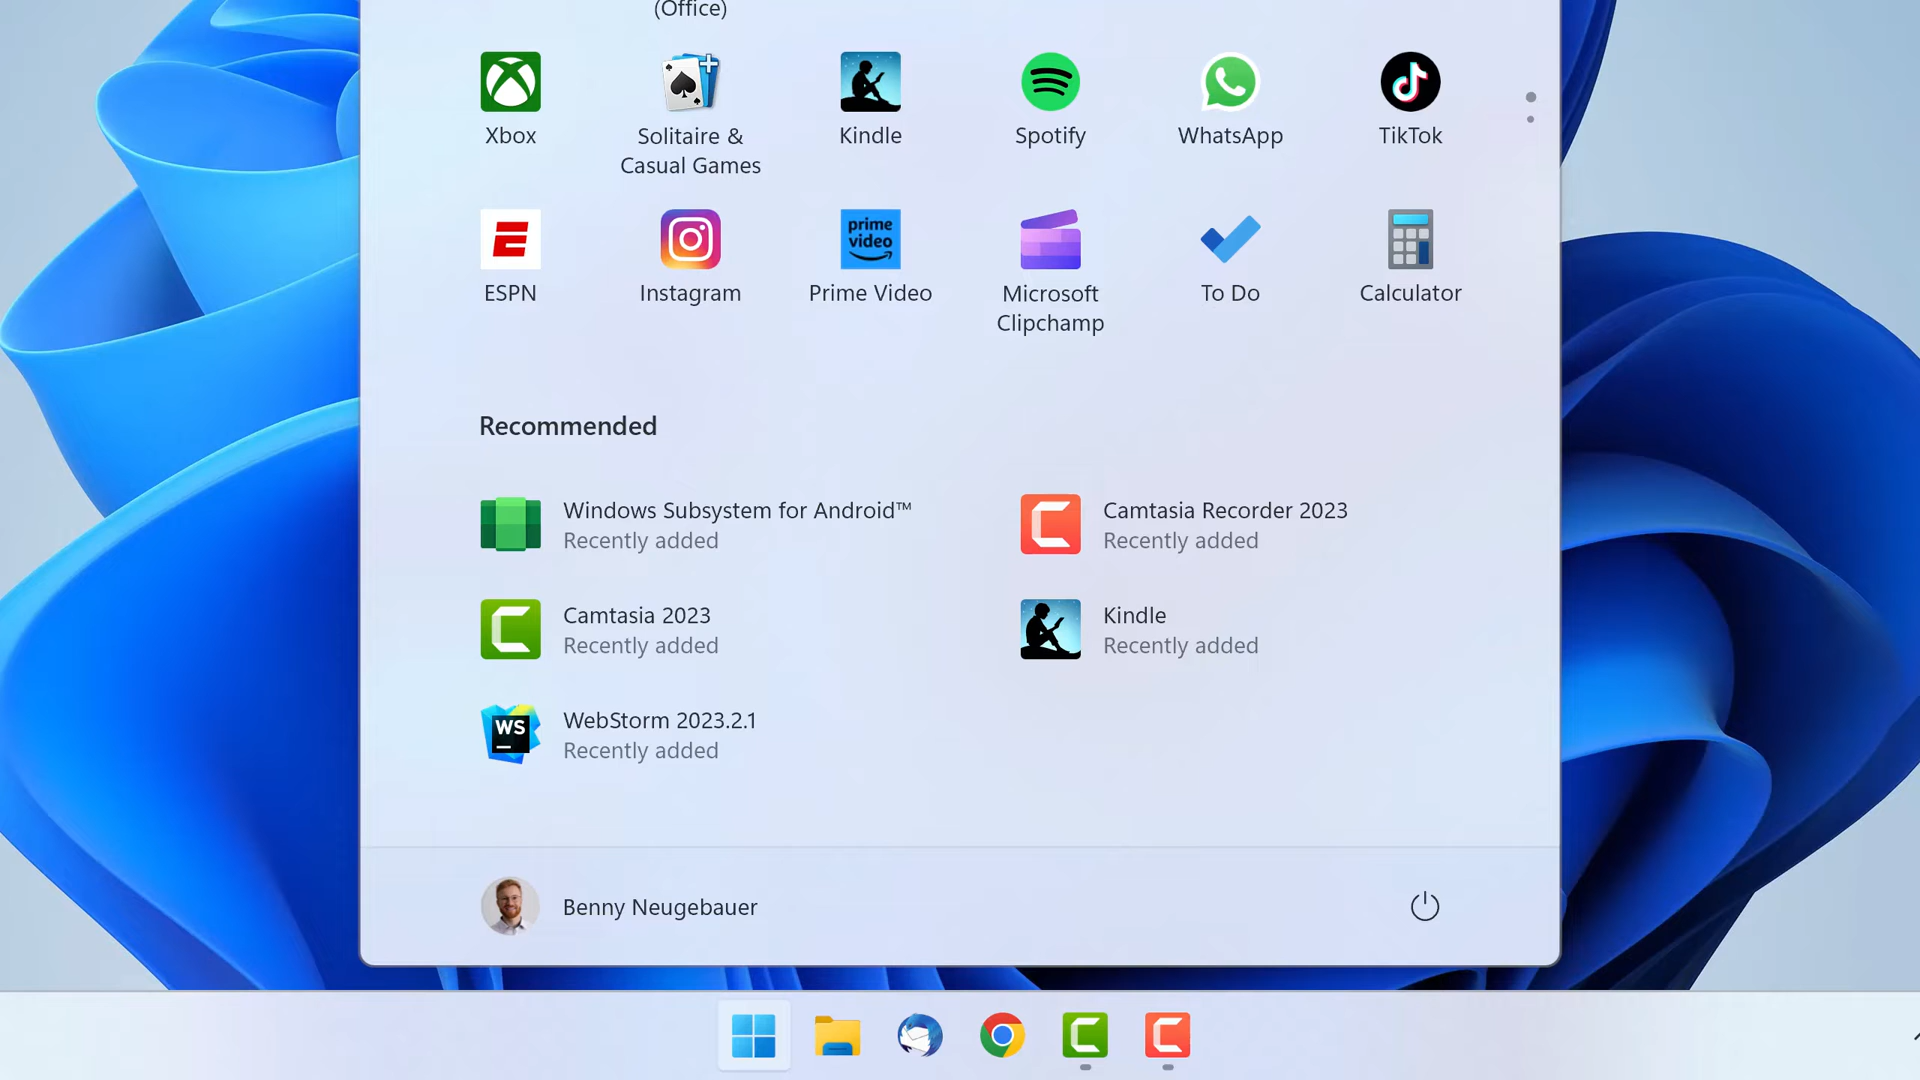 (Office)
Xbox
Solitaire &
Casual Games
Kindle
Spotify
WhatsApp
TikTok
prime
video
ESPN
Instagram
Prime Video
Microsoft
Clipchamp
To Do
Calculator
Recommended
Windows Subsystem for Android™
Recently added
Camtasia Recorder 2023
Recently added
Camtasia 2023
Recently added
Kindle
Recently added
WS
WebStorm 2023.2.1
Recently added
Benny Neugebauer